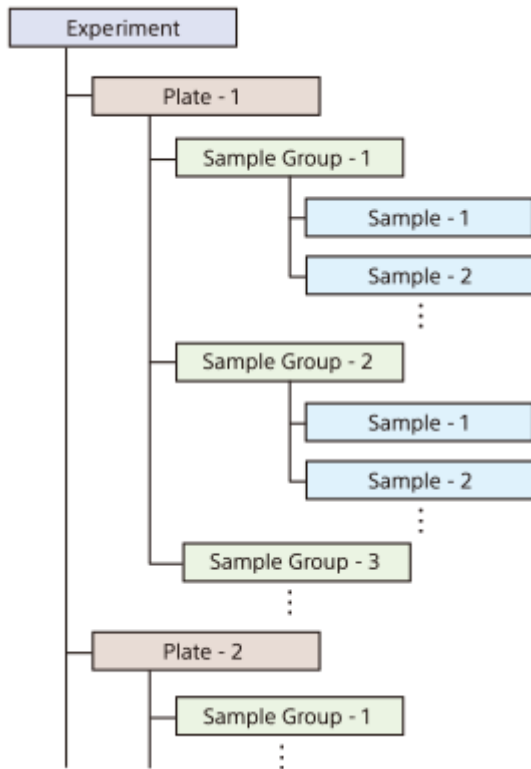 Experiment
Plate - 1
Sample Group - 1
Sample - 1
Sample - 2
Sample Group - 2
Sample - 1
Sample - 2
Sample Group - 3
Plate - 2
Sample Group - 1